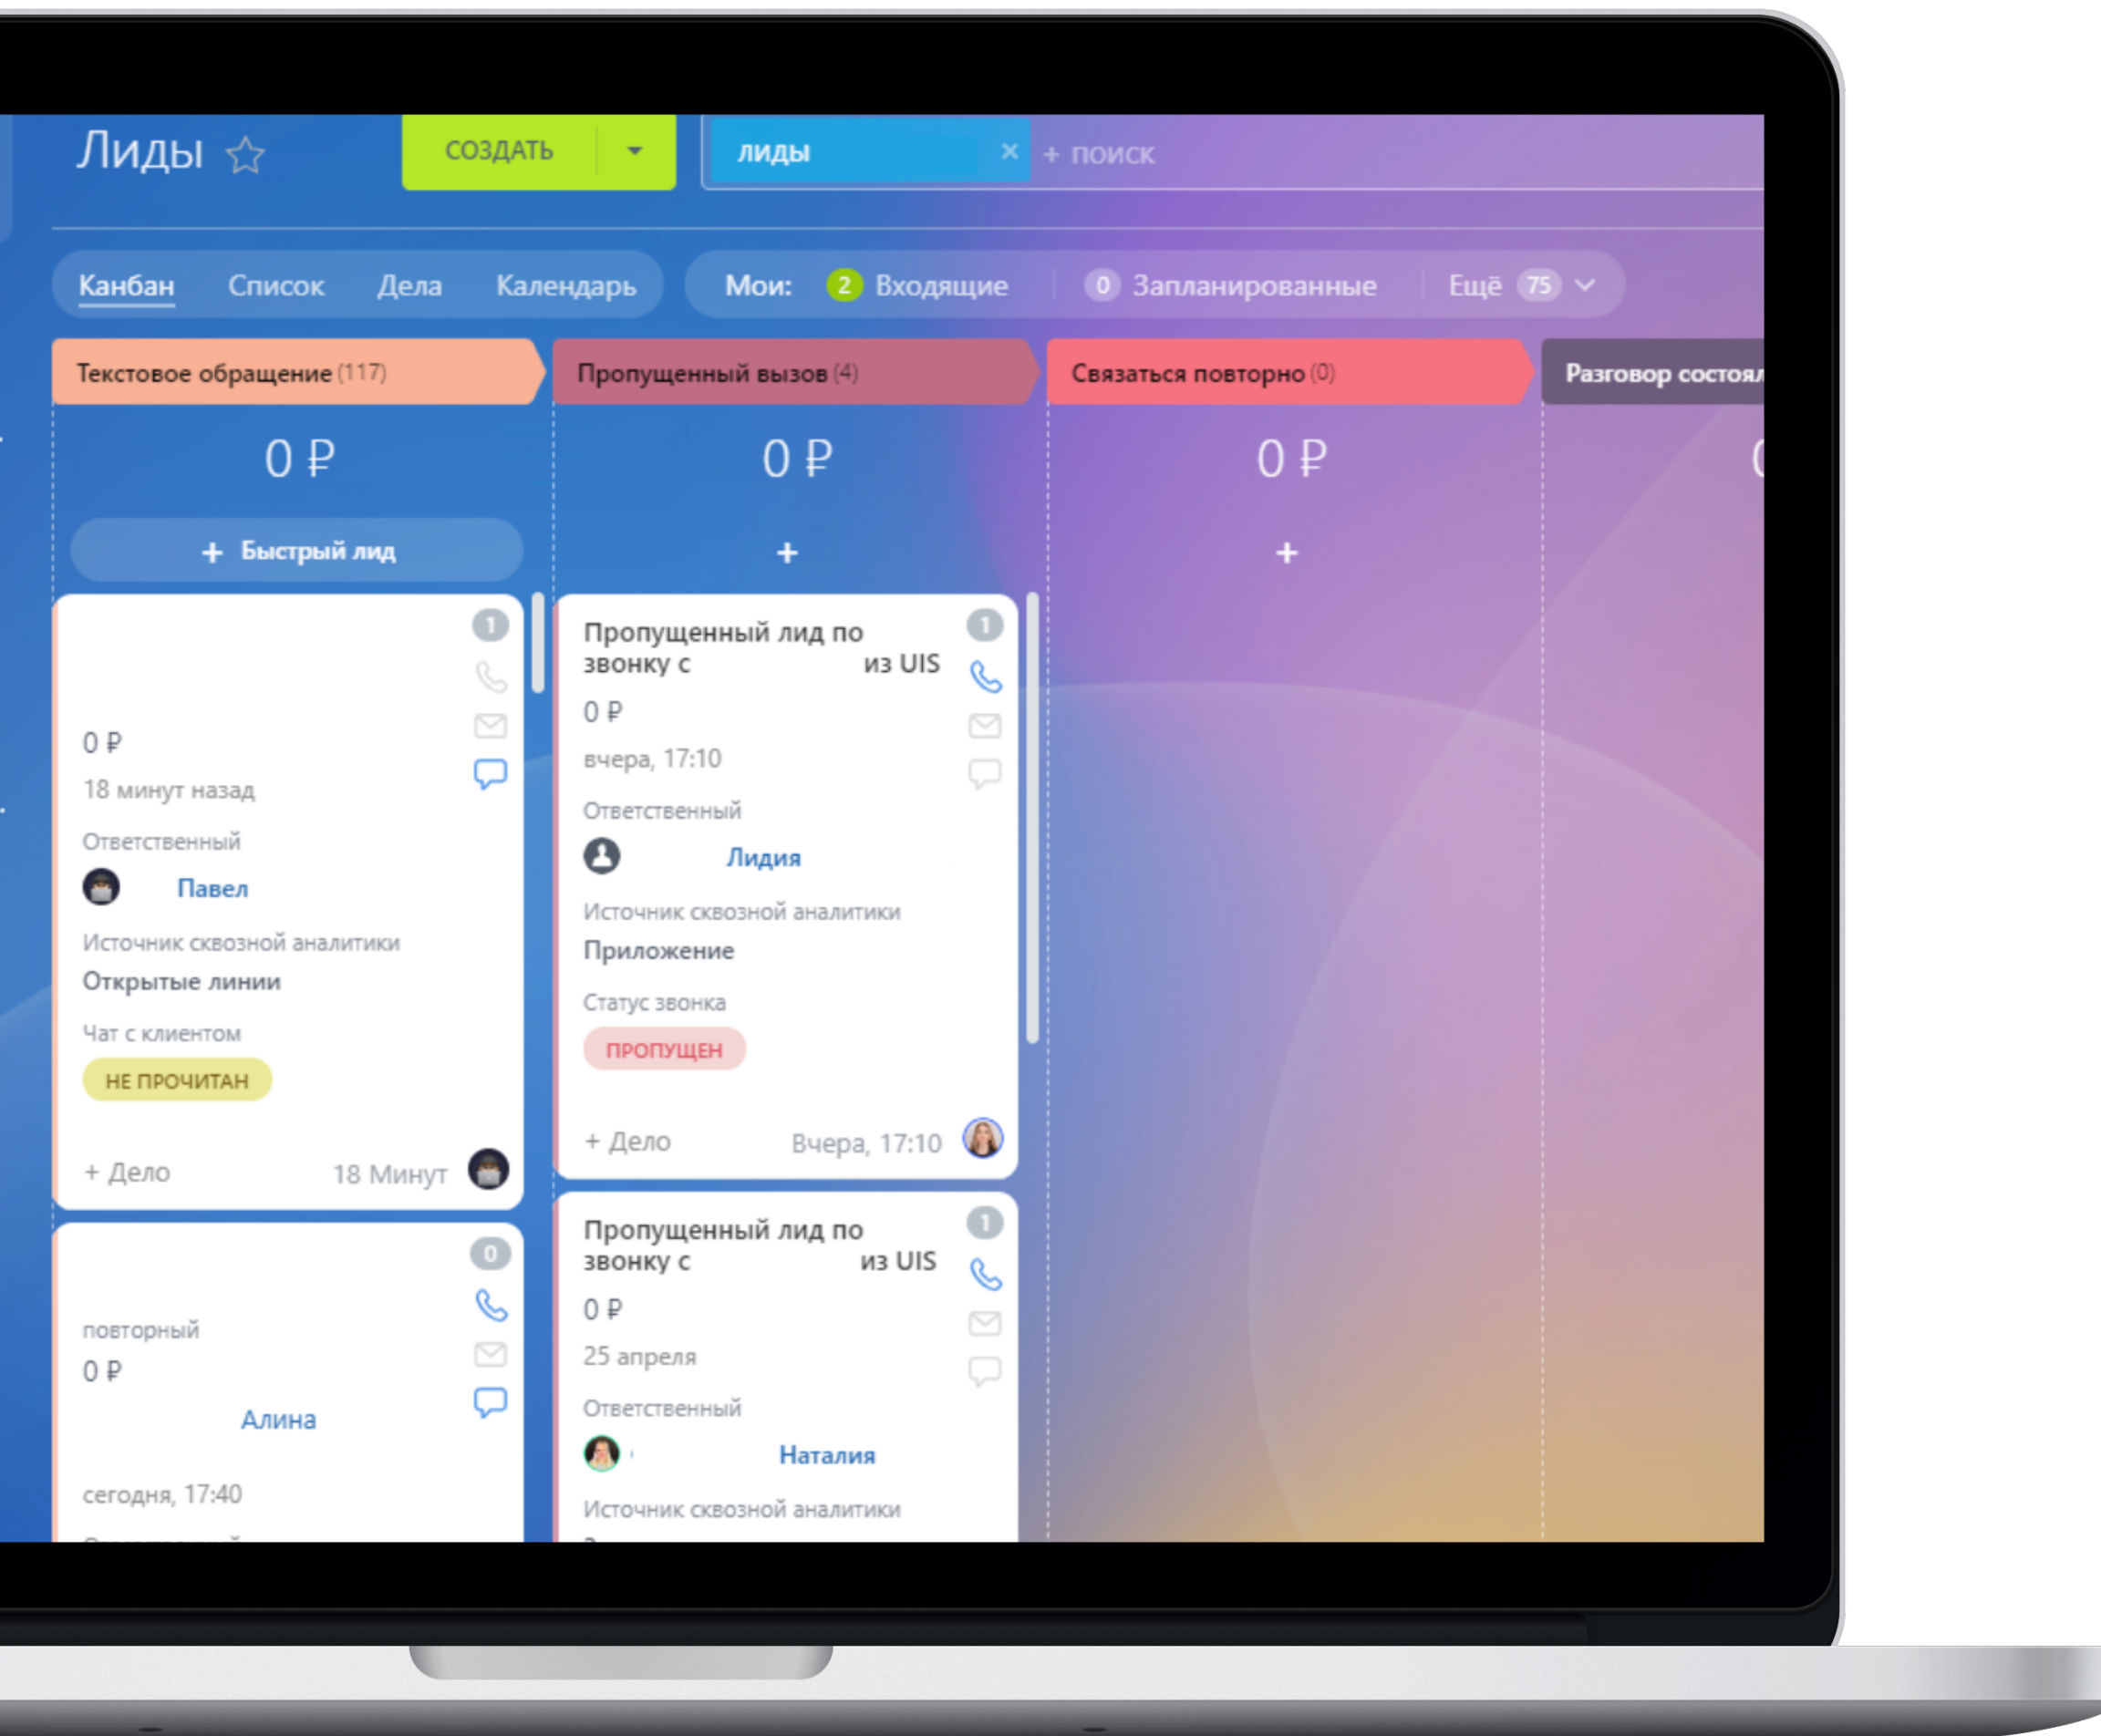 Лиды
СОЗДАТЬ
лиды × + поиск
Канбан Список Дела Календарь
Мои: 2 Входящие 0 Запланированные Ещё 75
Текстовое обращение (117)
0 ₽
+ Быстрый лид
1
0 ₽
18 минут назад
Ответственный
Павел
Источник сквозной аналитики
Открытые линии
Чат с клиентом
НЕ ПРОЧИТАН
+ Дело 18 Минут
0
повторный
0 ₽
Алина
сегодня, 17:40
Пропущенный вызов (4)
0 ₽
+
Пропущенный лид по
звонку с из UIS
1
0 ₽
вчера, 17:10
Ответственный
Лидия
Источник сквозной аналитики
Приложение
Статус звонка
ПРОПУЩЕН
+ Дело Вчера, 17:10
Пропущенный лид по
звонку с из UIS
1
0 ₽
25 апреля
Ответственный
Наталия
Источник сквозной аналитики
Связаться повторно (0)
0 ₽
+
Разговор